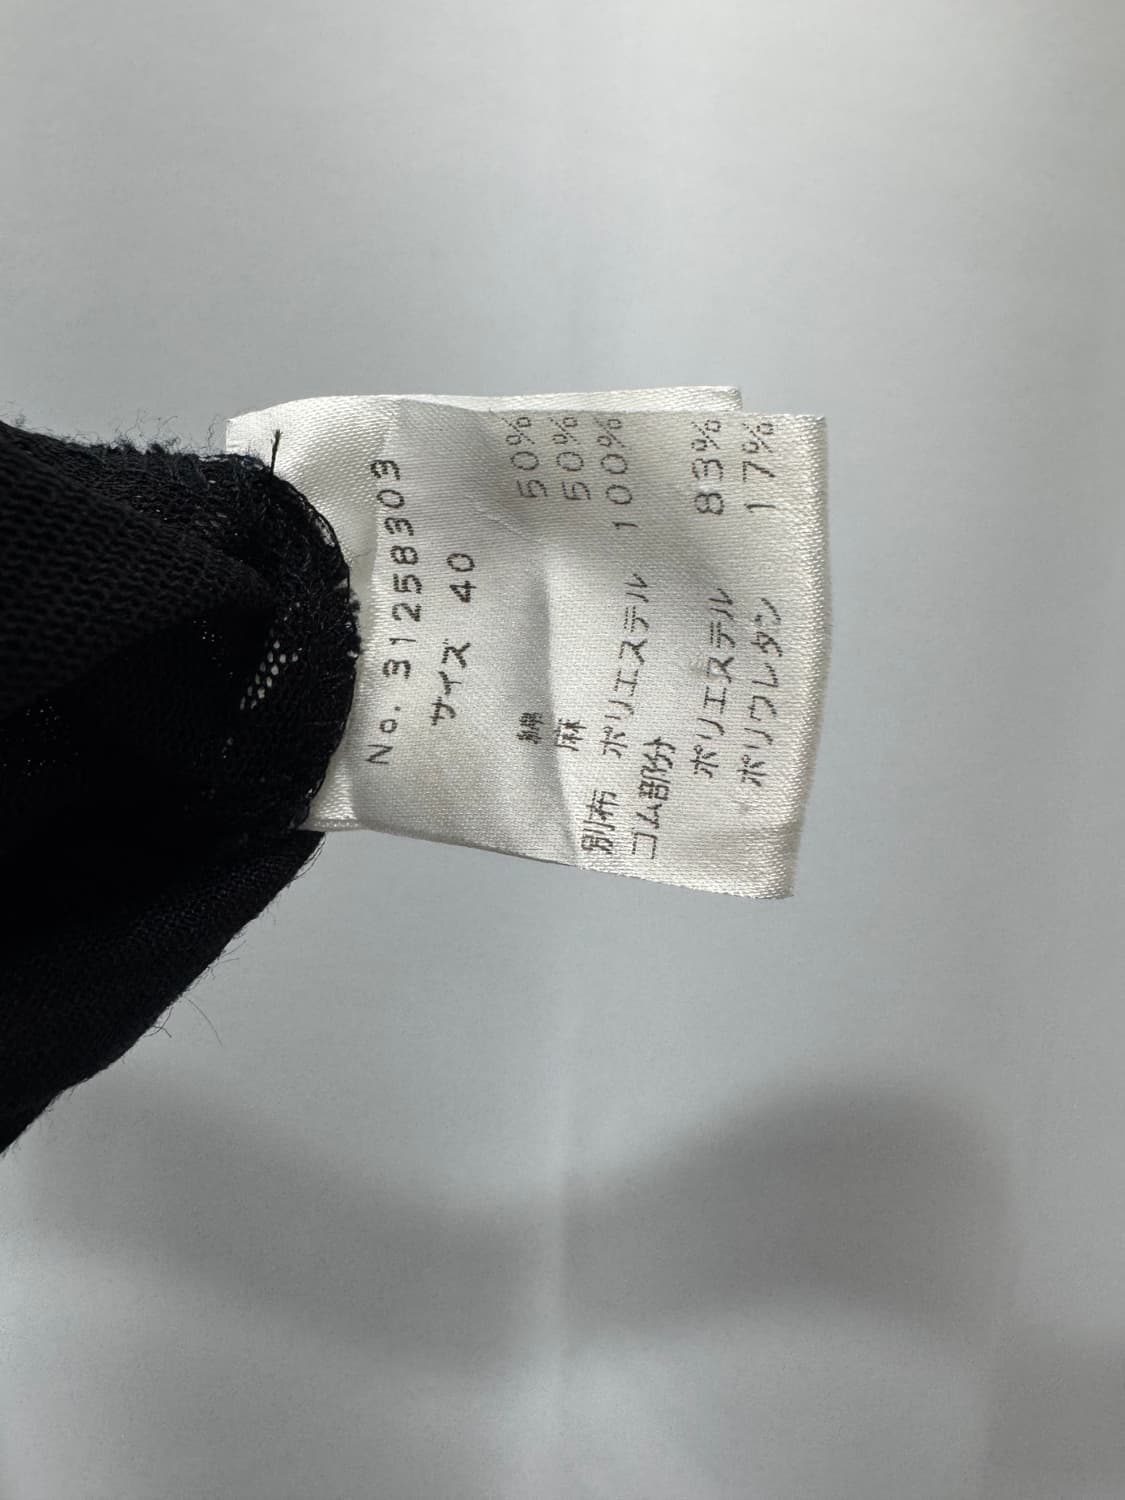 No. 31258303
サイズ 40
綿 50%
麻 50%
別布 ポリエステル 100%
ゴム部分
ポリエステル 83%
ポリウレタン 17%